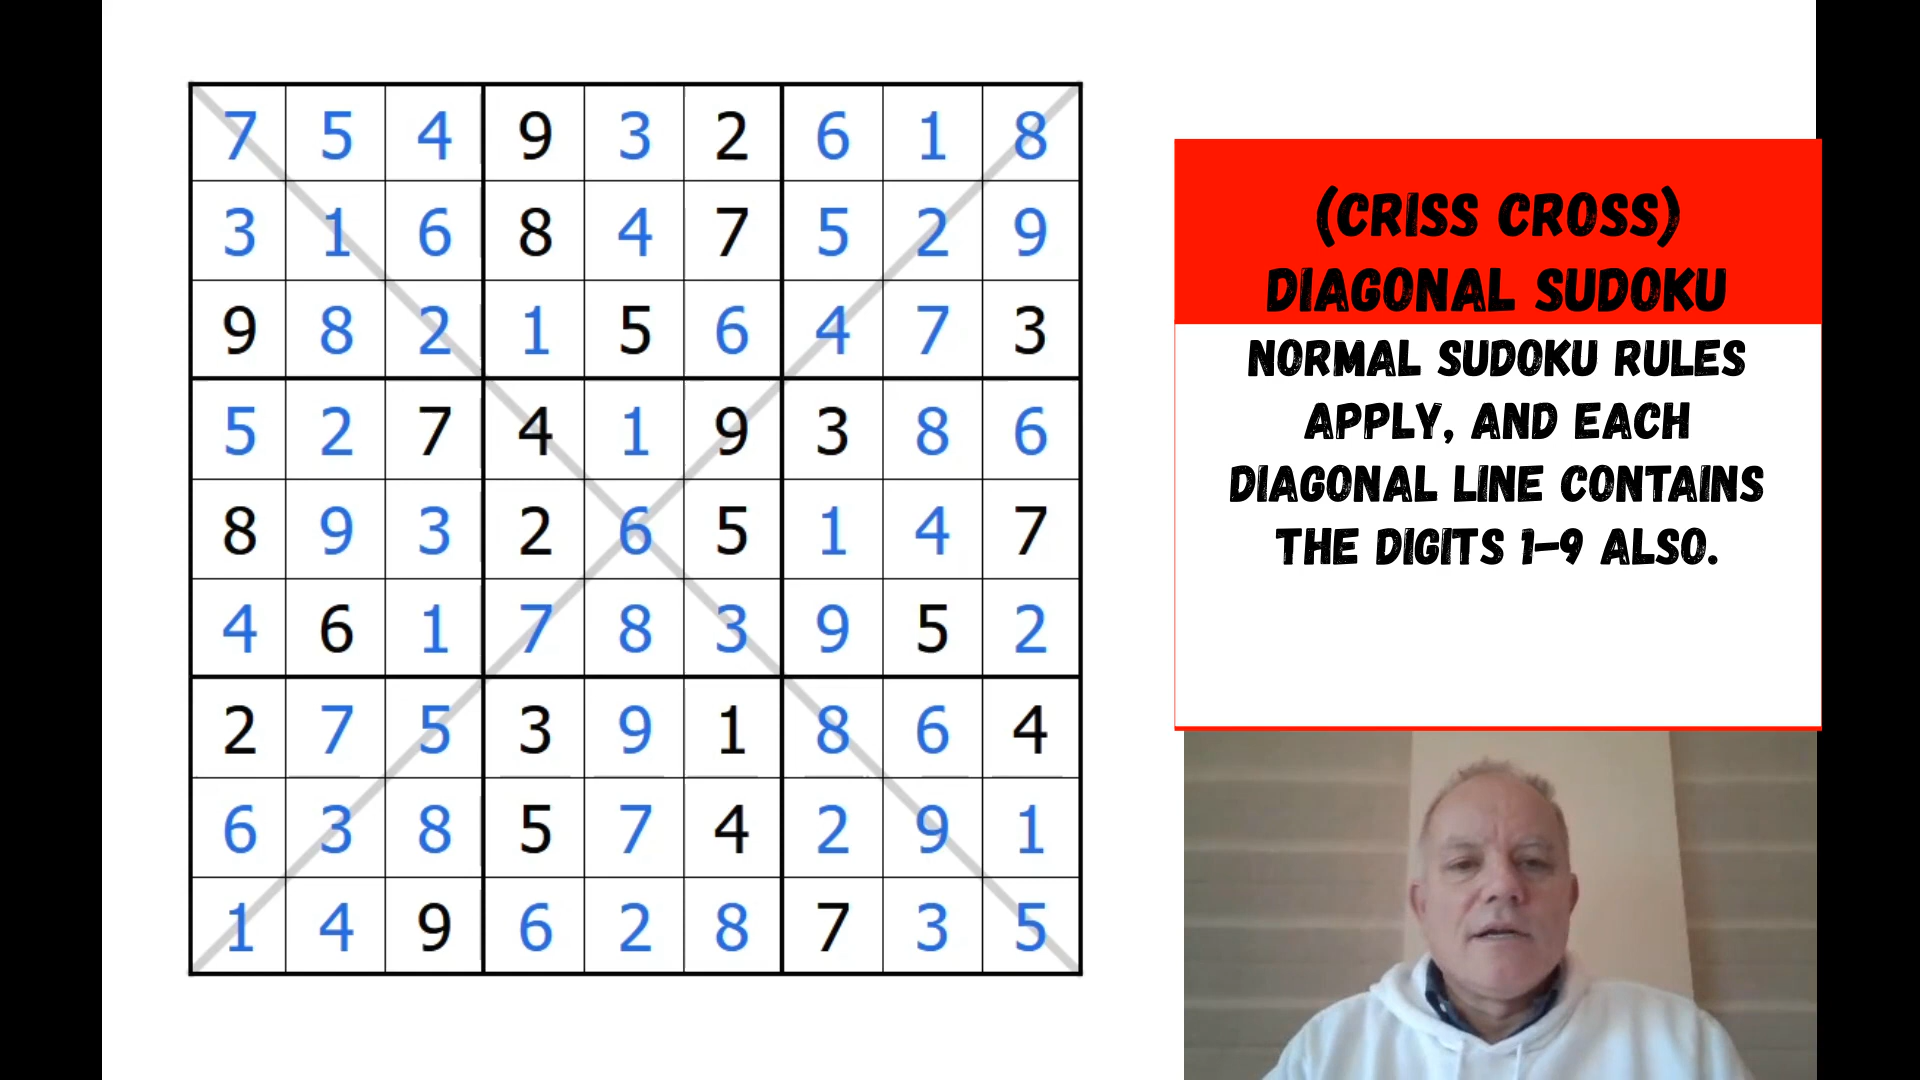 7 5 4 9 3 2 6 1 8
3 1 6 8 4 7 5 2 9
9 8 2 1 5 6 4 7 3
5 2 7 4 1 9 3 8 6
8 9 3 2 6 5 1 4 7
4 6 1 7 8 3 9 5 2
2 7 5 3 9 1 8 6 4
6 3 8 5 7 4 2 9 1
1 4 9 6 2 8 7 3 5
(CRISS CROSS)
DIAGONAL SUDOKU
NORMAL SUDOKU RULES
APPLY, AND EACH
DIAGONAL LINE CONTAINS
THE DIGITS 1-9 ALSO.